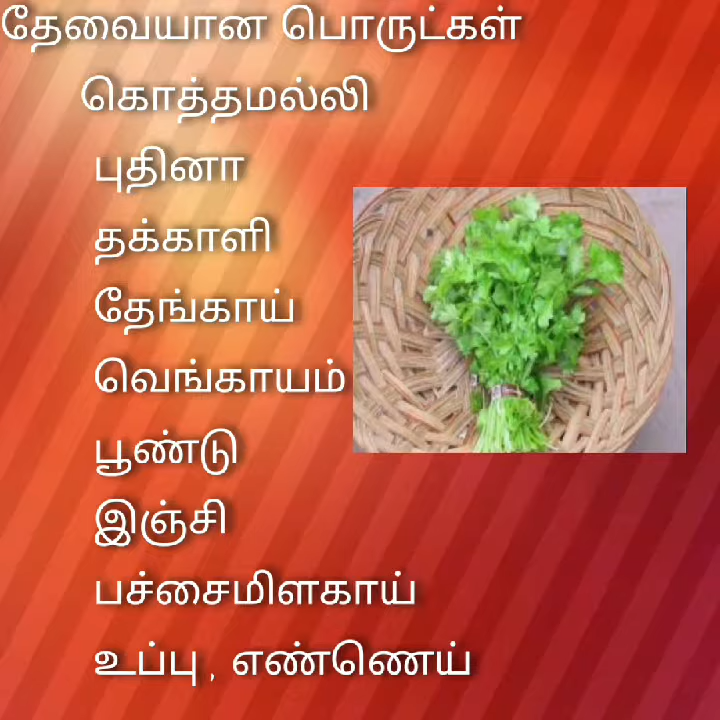 தேவையான பொருட்கள்
கொத்தமல்லி
புதினா
தக்காளி
தேங்காய்
வெங்காயம்
பூண்டு
இஞ்சி
பச்சைமிளகாய்
உப்பு , எண்ணெய்